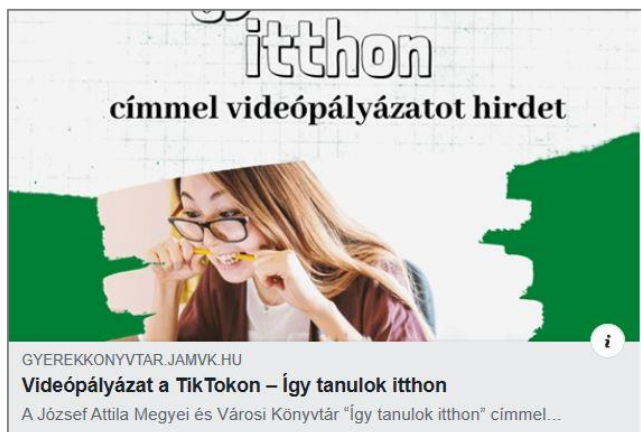 itthon
címmel videópályázatot hirdet
i
GYEREKKONYVTAR.JAMVK.HU
Videópályázat a TikTokon – Így tanulok itthon
A József Attila Megyei és Városi Könyvtár “Így tanulok itthon” címmel...